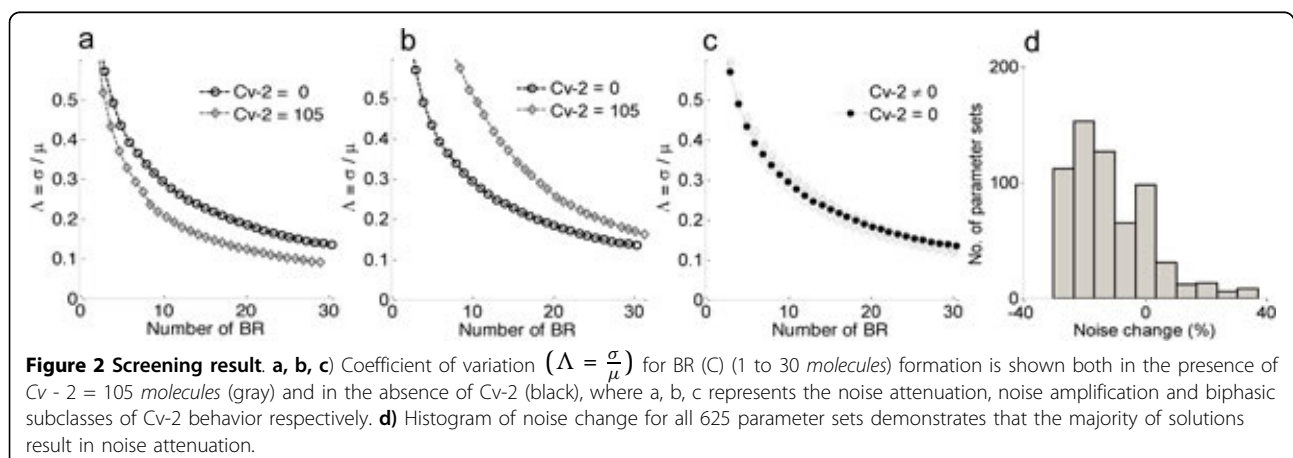 a
b
c
d
Λ = σ / μ
0.5
0.4
0.3
0.2
0.1
0
0
10
20
30
Number of BR
Cv-2 = 0
Cv-2 = 105
Λ = σ / μ
0.5
0.4
0.3
0.2
0.1
0
0
10
20
30
Number of BR
Cv-2 = 0
Cv-2 = 105
Λ = σ / μ
0.5
0.4
0.3
0.2
0.1
0
0
10
20
30
Number of BR
Cv-2 ≠ 0
Cv-2 = 0
No. of parameter sets
200
100
0
-40
0
40
Noise change (%)
Figure 2 Screening result. a, b, c) Coefficient of variation (Λ = σ/μ) for BR (C) (1 to 30 molecules) formation is shown both in the presence of
Cv - 2 = 105 molecules (gray) and in the absence of Cv-2 (black), where a, b, c represents the noise attenuation, noise amplification and biphasic
subclasses of Cv-2 behavior respectively. d) Histogram of noise change for all 625 parameter sets demonstrates that the majority of solutions
result in noise attenuation.